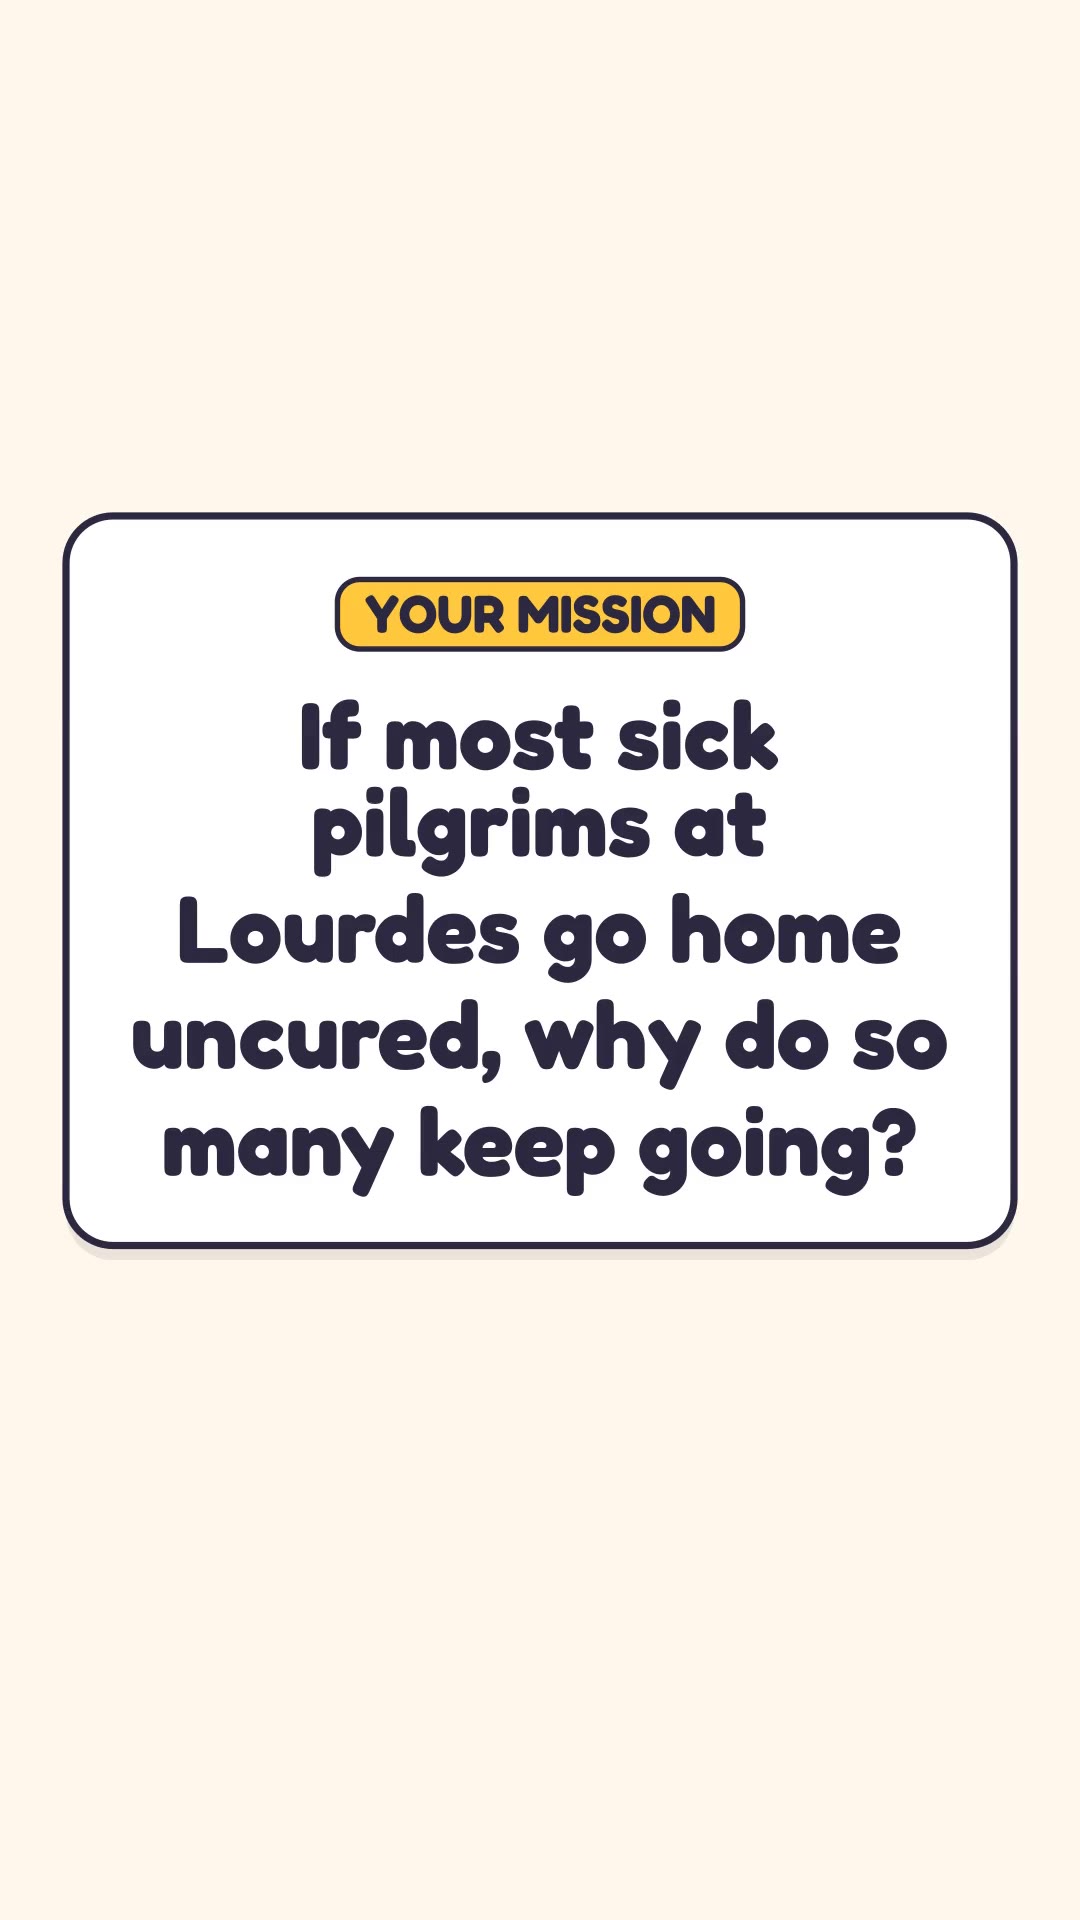 YOUR MISSION
If most sick
pilgrims at
Lourdes go home
uncured, why do so
many keep going?